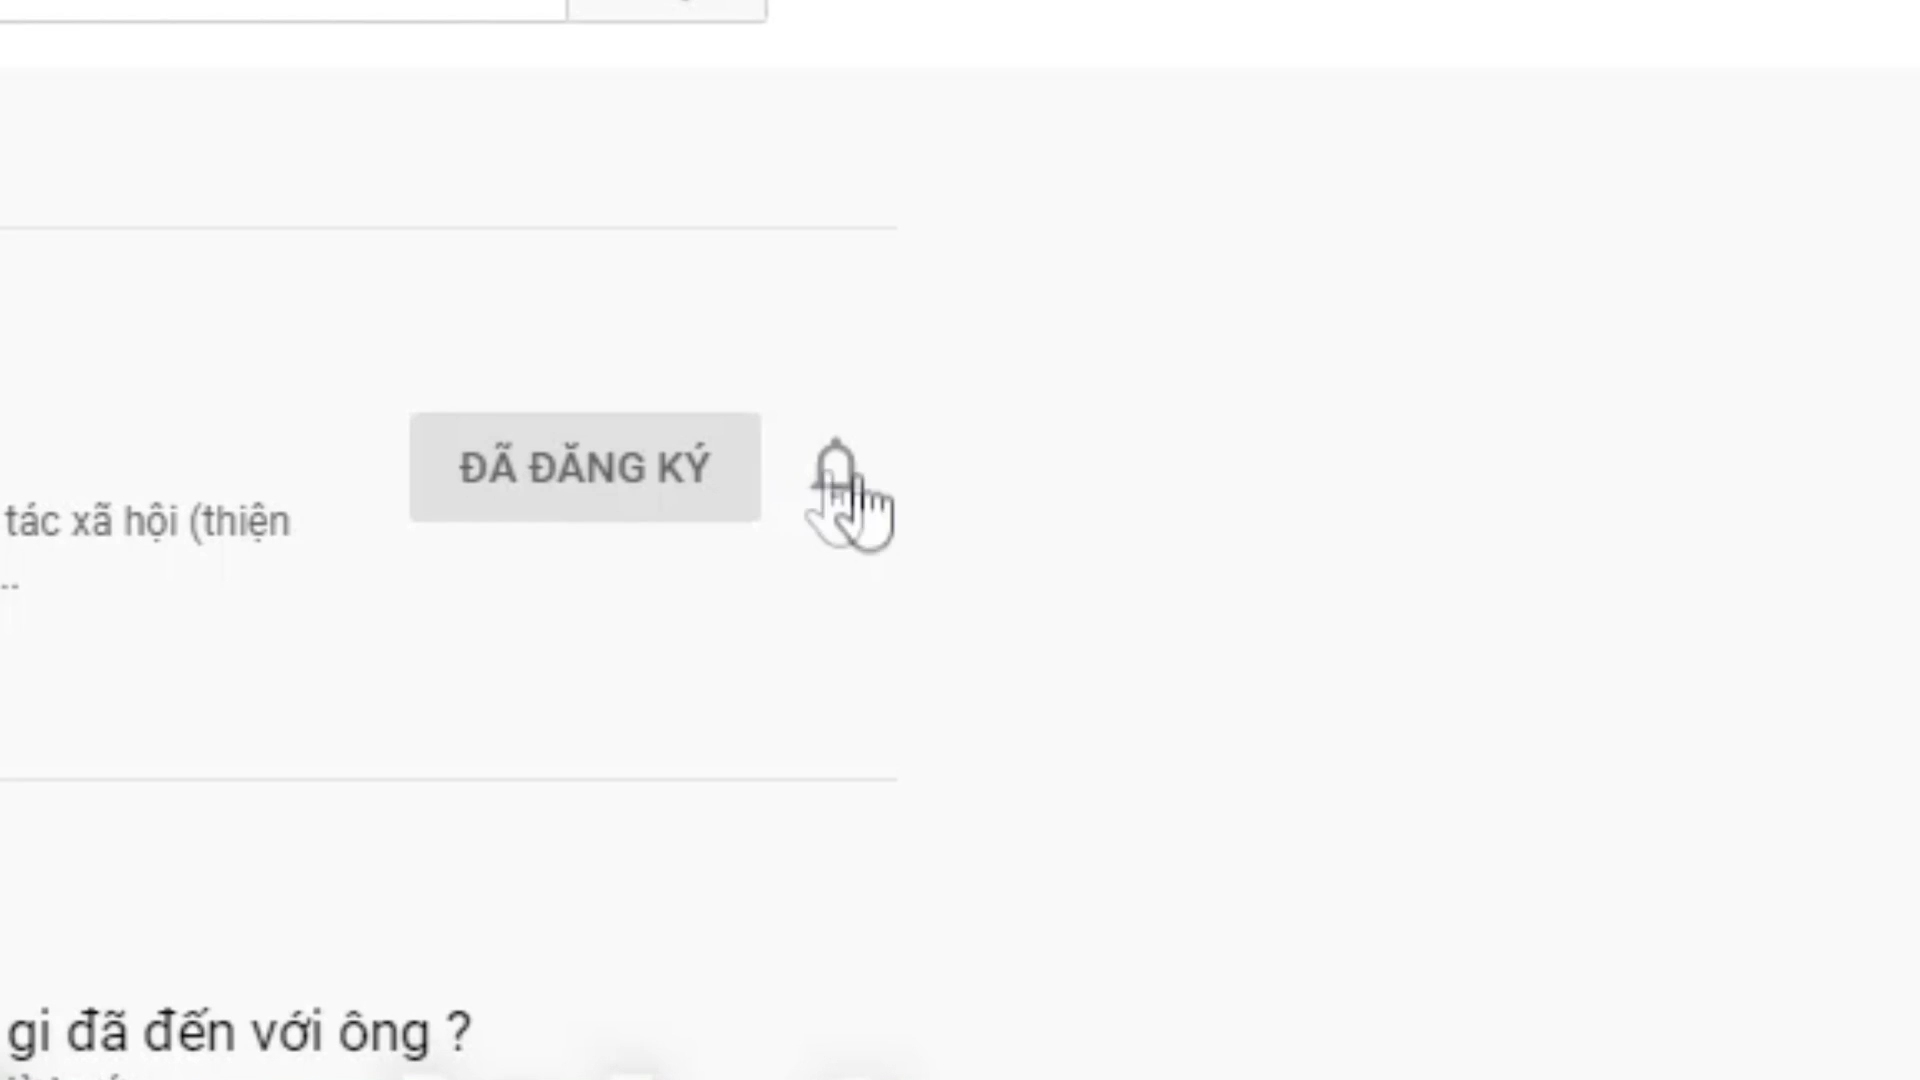 ĐÃ ĐĂNG KÝ
tác xã hội (thiện
...
gi đã đến với ông ?